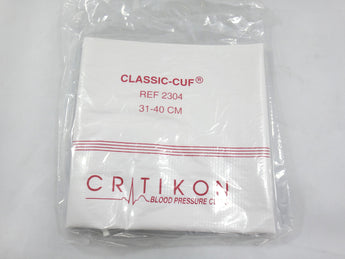 CLASSIC-CUF®
REF 2304
31-40 CM
CRITIKON
BLOOD PRESSURE